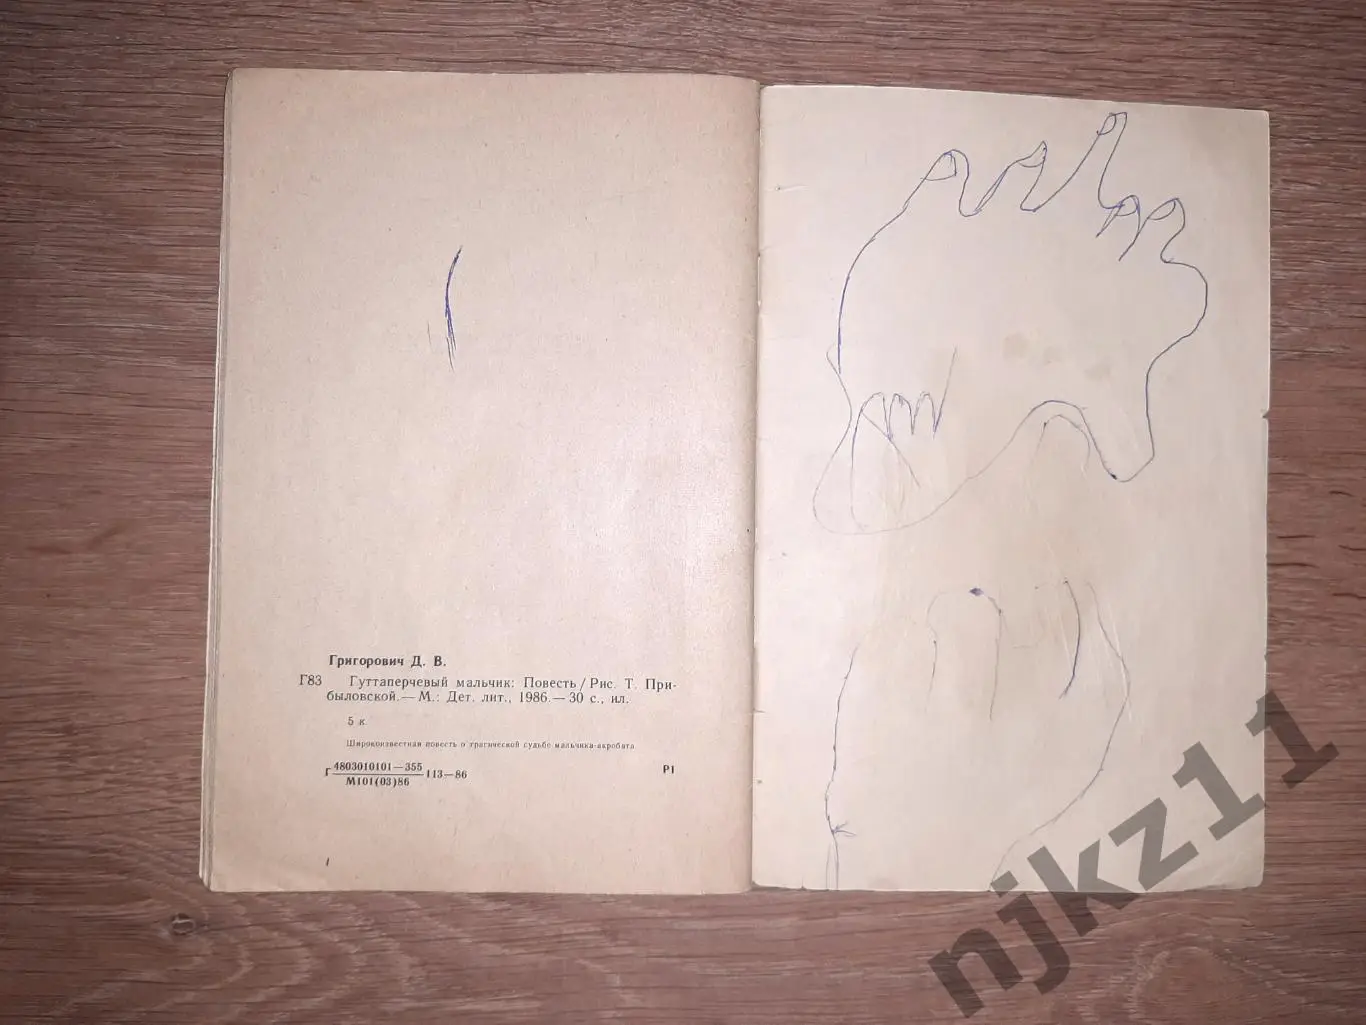 Григорович Д. В.
Г83 Гуттаперчевый мальчик: Повесть / Рис. Т. При-
быловской. — М.: Дет. лит., 1986. — 30 с., ил.
5 к.
Широкоизвестная повесть о трагической судьбе мальчика-акробата
Г 4803010101—355 113—86 Р1
М101(03)86
njkz11